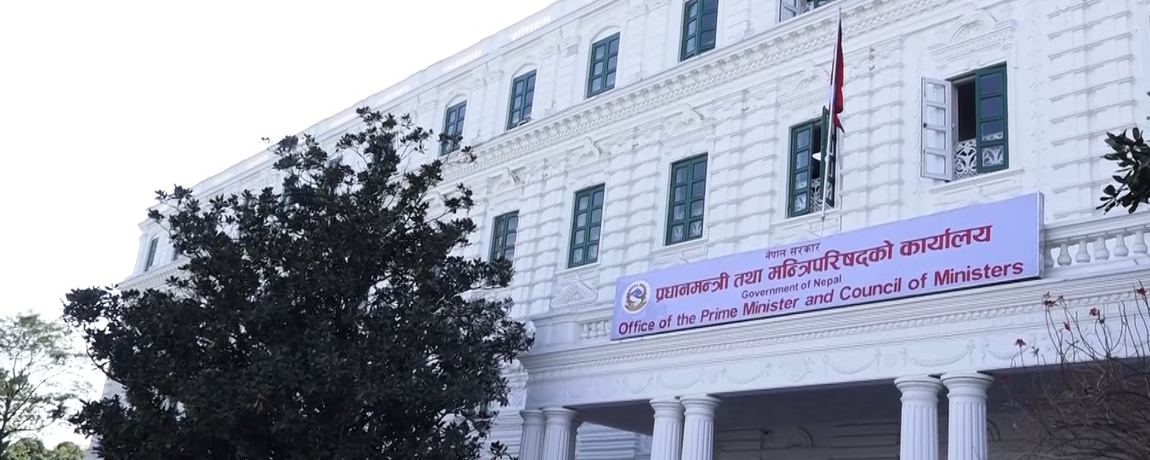 नेपाल सरकार
प्रधानमन्त्री तथा मन्त्रिपरिषद्को कार्यालय
Government of Nepal
Office of the Prime Minister and Council of Ministers